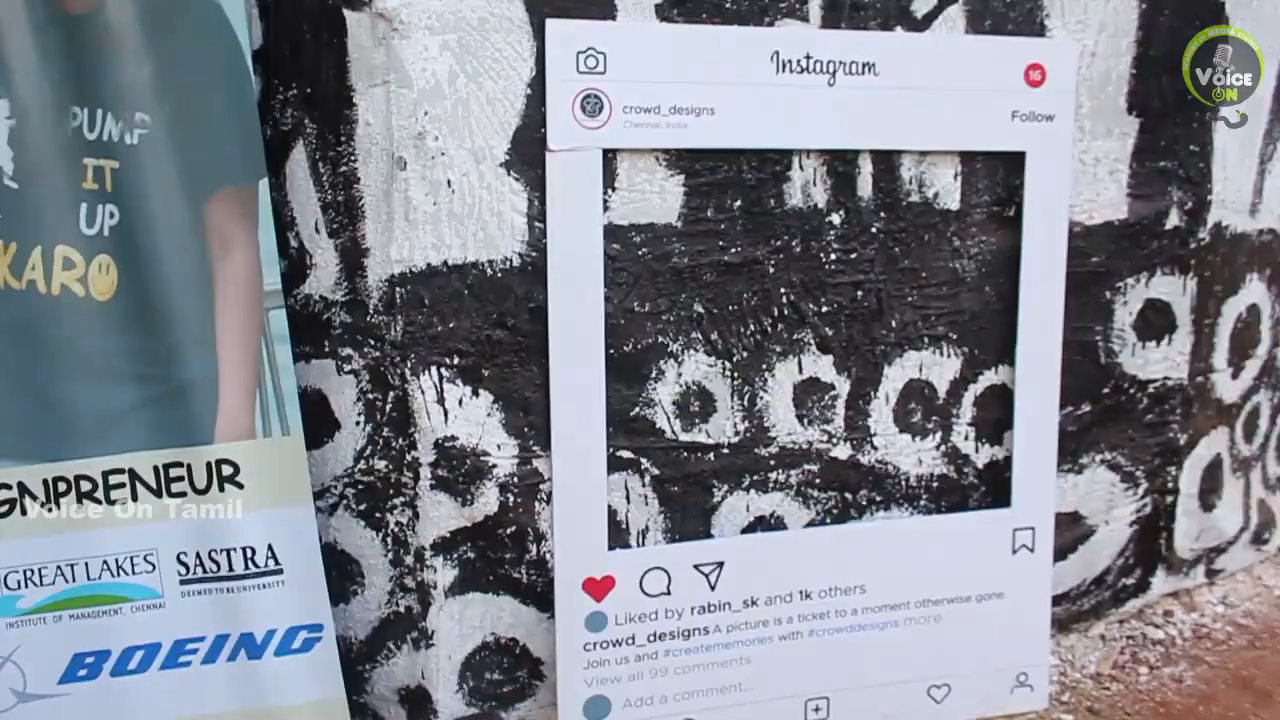 PUMP
IT
UP
KARO
GNPRENEUR
Voice On Tamil
GREAT LAKES
INSTITUTE OF MANAGEMENT, CHENNAI
SASTRA
DEEMED TO BE UNIVERSITY
BOEING
Instagram
16
crowd_designs
Chennai, India
Follow
Liked by rabin_sk and 1k others
crowd_designs A picture is a ticket to a moment otherwise gone.
Join us and #creatememories with #crowddesigns more
View all 99 comments
Add a comment...
VOICE
ON